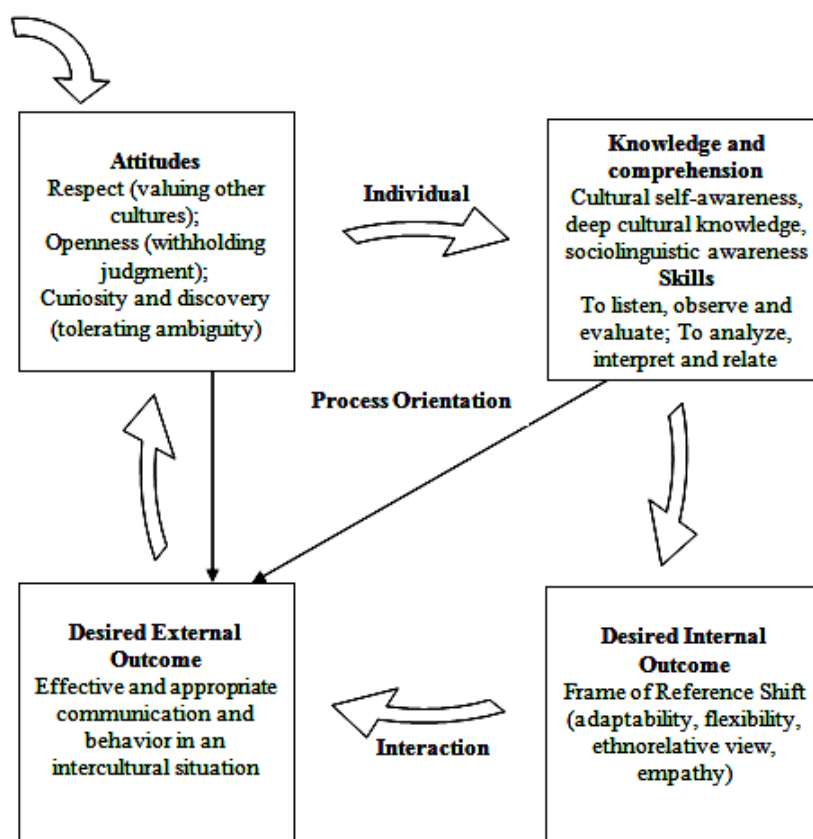 Attitudes
Respect (valuing other
cultures);
Openness (withholding
judgment);
Curiosity and discovery
(tolerating ambiguity)
Individual
Knowledge and
comprehension
Cultural self-awareness,
deep cultural knowledge,
sociolinguistic awareness
Skills
To listen, observe and
evaluate; To analyze,
interpret and relate
Process Orientation
Desired External
Outcome
Effective and appropriate
communication and
behavior in an
intercultural situation
Interaction
Desired Internal
Outcome
Frame of Reference Shift
(adaptability, flexibility,
ethnorelative view,
empathy)